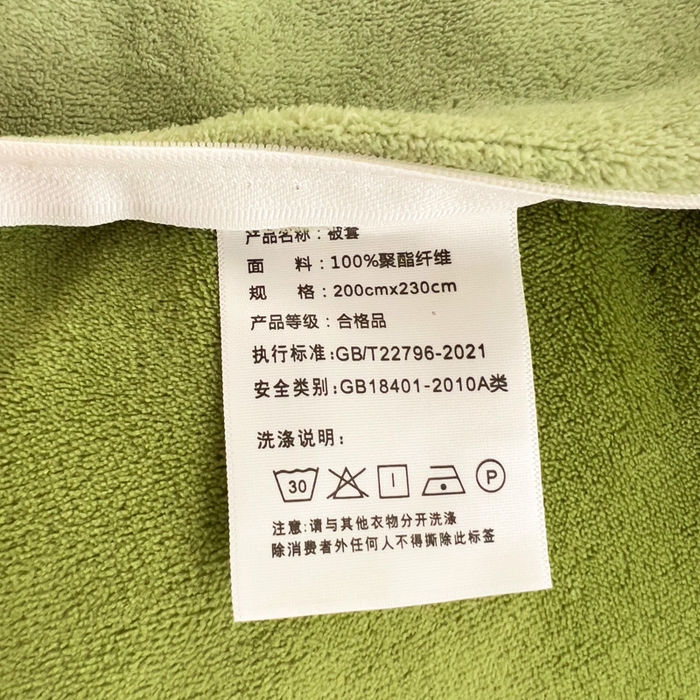 产品名称：被套
面 料：100%聚酯纤维
规 格：200cmx230cm
产品等级：合格品
执行标准:GB/T22796-2021
安全类别:GB18401-2010A类
洗涤说明：
30 P
注意:请与其他衣物分开洗涤
除消费者外任何人不得撕除此标签